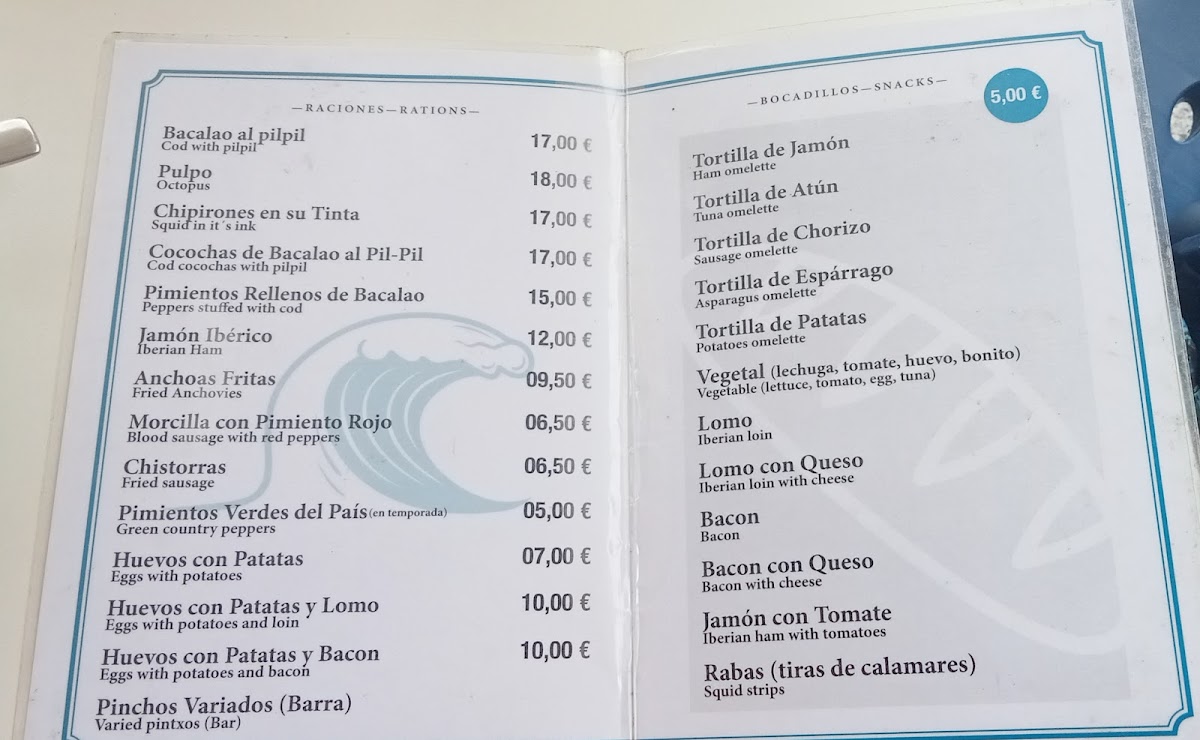 —RACIONES—RATIONS—
Bacalao al pilpil 17,00 €
Cod with pilpil
Pulpo 18,00 €
Octopus
Chipirones en su Tinta 17,00 €
Squid in it´s ink
Cocochas de Bacalao al Pil-Pil 17,00 €
Cod cocochas with pilpil
Pimientos Rellenos de Bacalao 15,00 €
Peppers stuffed with cod
Jamón Ibérico 12,00 €
Iberian Ham
Anchoas Fritas 09,50 €
Fried Anchovies
Morcilla con Pimiento Rojo 06,50 €
Blood sausage with red peppers
Chistorras 06,50 €
Fried sausage
Pimientos Verdes del País (en temporada) 05,00 €
Green country peppers
Huevos con Patatas 07,00 €
Eggs with potatoes
Huevos con Patatas y Lomo 10,00 €
Eggs with potatoes and loin
Huevos con Patatas y Bacon 10,00 €
Eggs with potatoes and bacon
Pinchos Variados (Barra)
Varied pintxos (Bar)
—BOCADILLOS—SNACKS—
5,00 €
Tortilla de Jamón
Ham omelette
Tortilla de Atún
Tuna omelette
Tortilla de Chorizo
Sausage omelette
Tortilla de Espárrago
Asparagus omelette
Tortilla de Patatas
Potatoes omelette
Vegetal (lechuga, tomate, huevo, bonito)
Vegetable (lettuce, tomato, egg, tuna)
Lomo
Iberian loin
Lomo con Queso
Iberian loin with cheese
Bacon
Bacon
Bacon con Queso
Bacon with cheese
Jamón con Tomate
Iberian ham with tomatoes
Rabas (tiras de calamares)
Squid strips